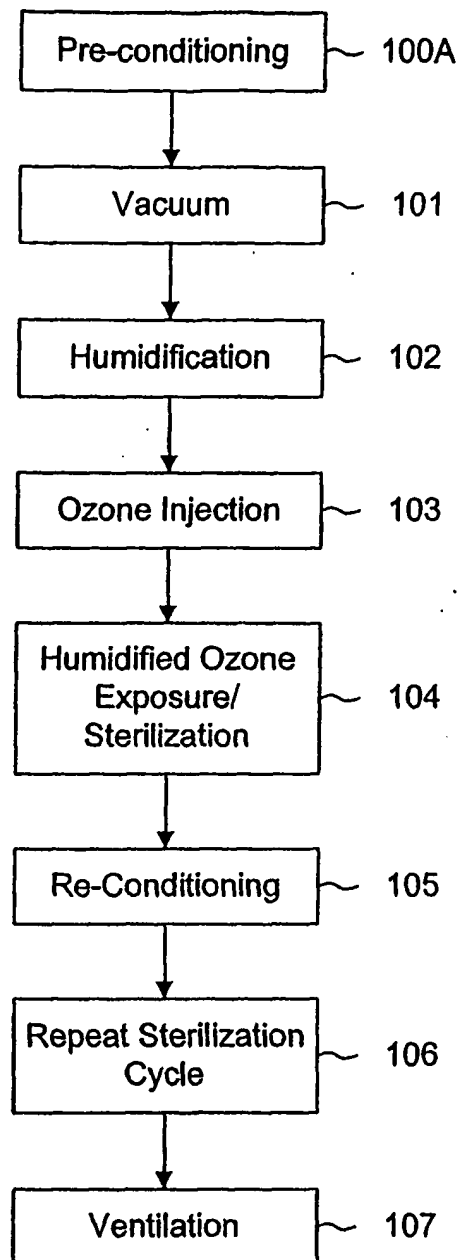 Pre-conditioning 100A
Vacuum 101
Humidification 102
Ozone Injection 103
Humidified Ozone
Exposure/ 104
Sterilization
Re-Conditioning 105
Repeat Sterilization
Cycle 106
Ventilation 107